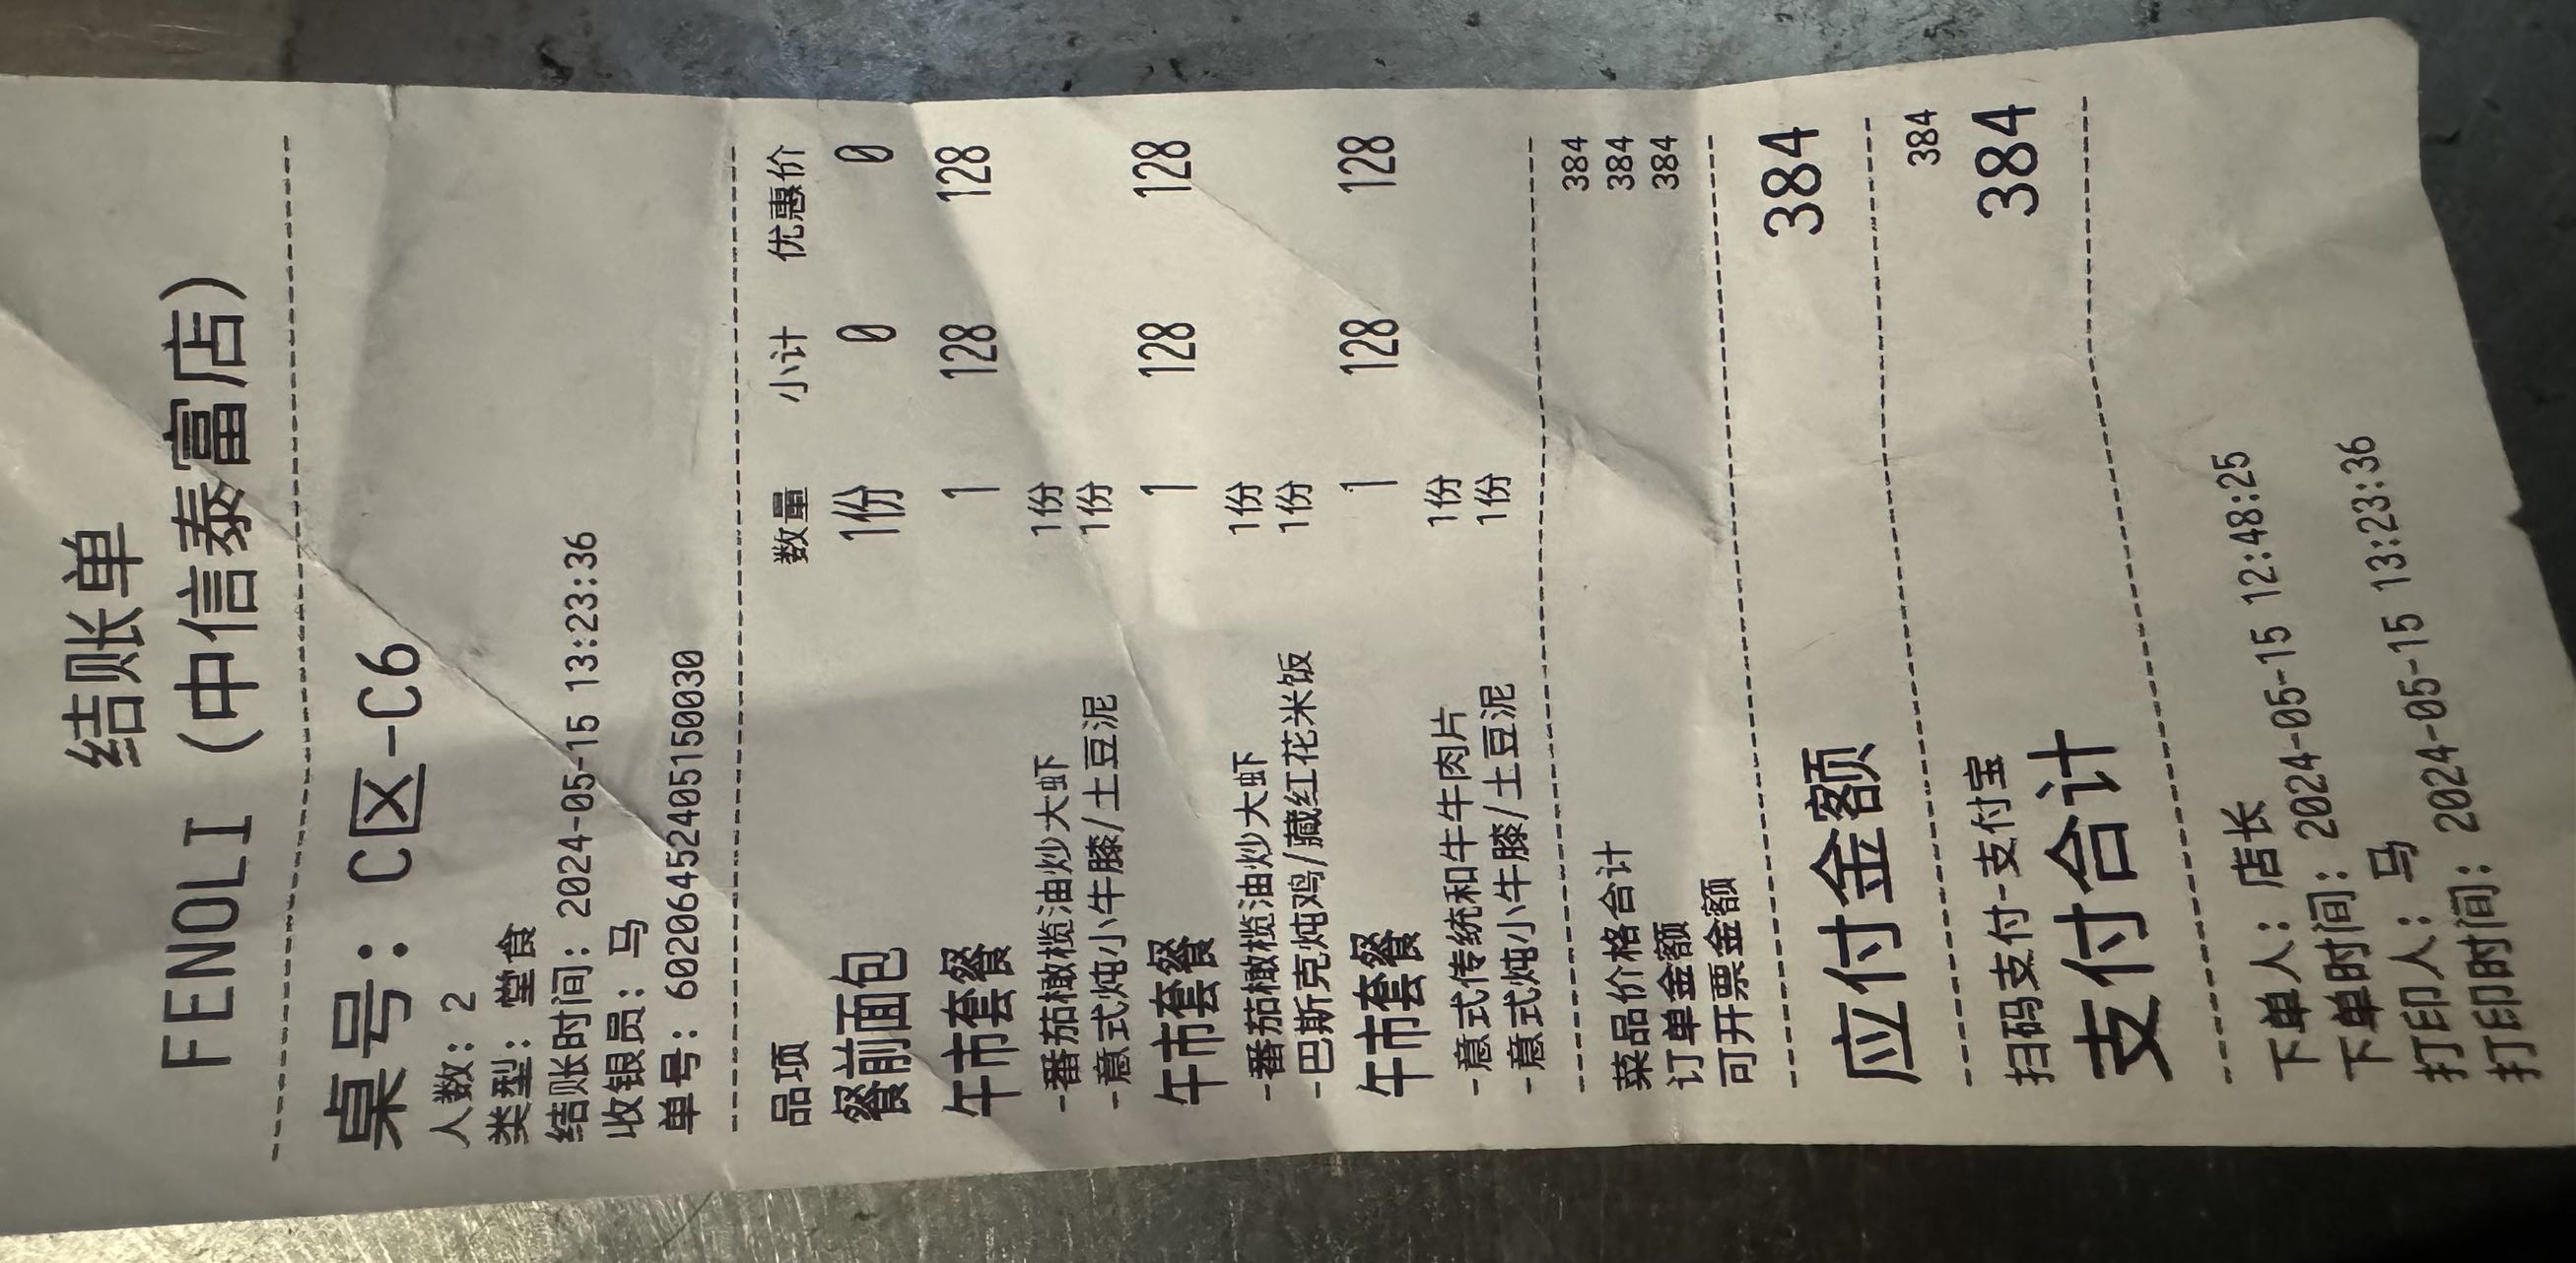 结账单
FENOLI (中信泰富店)
桌号: C区-C6
人数: 2
类型: 堂食
结账时间: 2024-05-15 13:23:36
收银员: 马
单号: 602064524051500​30
品项 数量 小计 优惠价
餐前面包 1份 0 0
午市套餐 1 128 128
-番茄橄榄油炒大虾 1份
-意式炖小牛膝/土豆泥 1份
午市套餐 1 128 128
-番茄橄榄油炒大虾 1份
-巴斯克炖鸡/藏红花米饭 1份
午市套餐 1 128 128
-意式传统和牛牛肉片 1份
-意式炖小牛膝/土豆泥 1份
菜品价格合计 384
订单金额 384
可开票金额 384
应付金额 384
扫码支付-支付宝 384
支付合计 384
下单人: 店长
下单时间: 2024-05-15 12:48:25
打印人: 马
打印时间: 2024-05-15 13:23:36